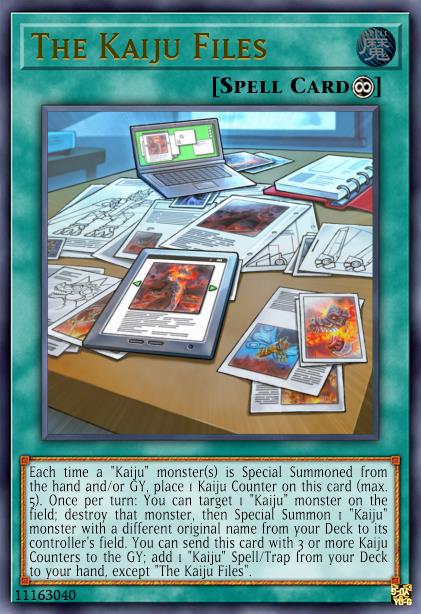 The Kaiju Files
[Spell Card]
Each time a "Kaiju" monster(s) is Special Summoned from
the hand and/or GY, place 1 Kaiju Counter on this card (max.
5). Once per turn: You can target 1 "Kaiju" monster on the
field; destroy that monster, then Special Summon 1 "Kaiju"
monster with a different original name from your Deck to its
controller's field. You can send this card with 3 or more Kaiju
Counters to the GY; add 1 "Kaiju" Spell/Trap from your Deck
to your hand, except "The Kaiju Files".
11163040